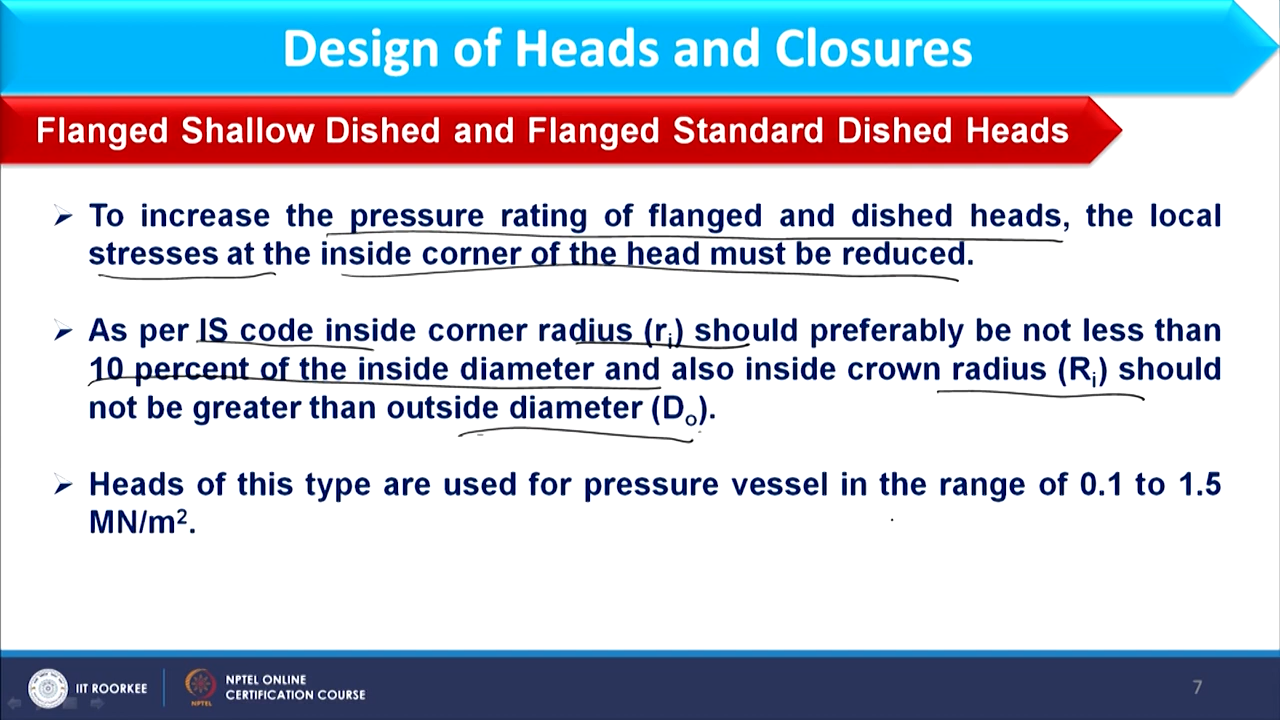 Design of Heads and Closures
Flanged Shallow Dished and Flanged Standard Dished Heads
➢ To increase the pressure rating of flanged and dished heads, the local
stresses at the inside corner of the head must be reduced.
➢ As per IS code inside corner radius (rᵢ) should preferably be not less than
10 percent of the inside diameter and also inside crown radius (Rᵢ) should
not be greater than outside diameter (Dₒ).
➢ Heads of this type are used for pressure vessel in the range of 0.1 to 1.5
MN/m².
IIT ROORKEE
NPTEL
NPTEL ONLINE
CERTIFICATION COURSE
7